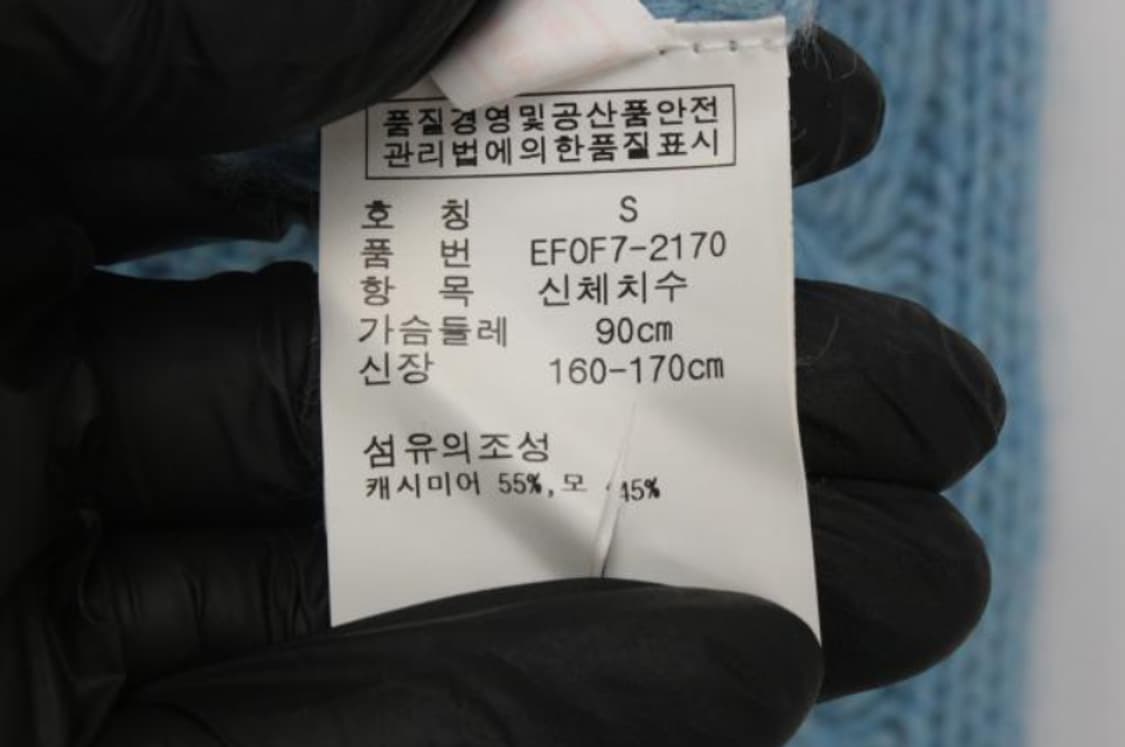 품질경영및공산품안전
관리법에의한품질표시
호 칭 S
품 번 EFOF7-2170
항 목 신체치수
가슴둘레 90cm
신장 160-170cm
섬유의조성
캐시미어 55%,모 45%